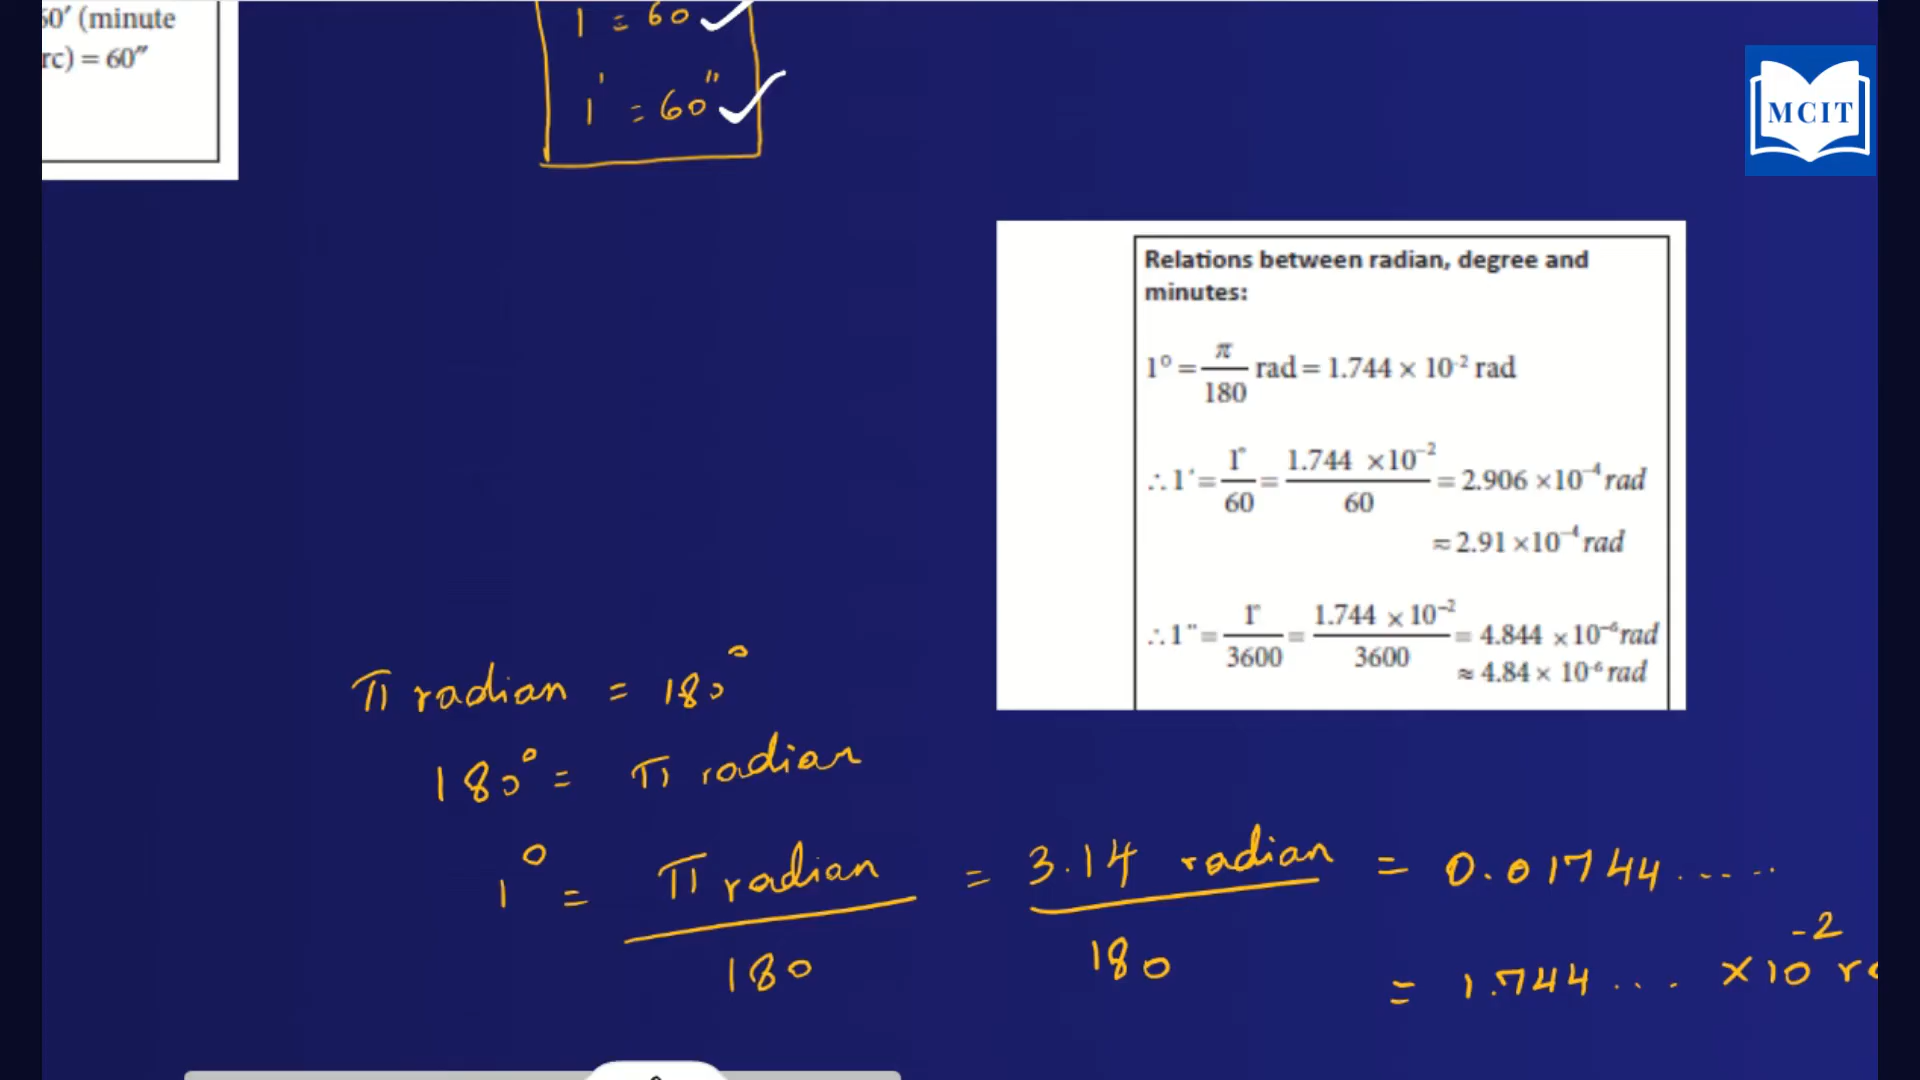 60′ (minute
rc) = 60″
1 = 60
1′ = 60″
MCIT
Relations between radian, degree and
minutes:
1⁰ = π/180 rad = 1.744 × 10⁻² rad
∴ 1′ = 1°/60 = 1.744 ×10⁻²/60 = 2.906 ×10⁻⁴ rad
≈ 2.91 ×10⁻⁴ rad
∴ 1″ = 1°/3600 = 1.744 × 10⁻²/3600 = 4.844 ×10⁻⁶ rad
≈ 4.84 × 10⁻⁶ rad
π radian = 180°
180° = π radian
1° = π radian/180 = 3.14 radian/180 = 0.01744.....
= 1.744... ×10⁻²